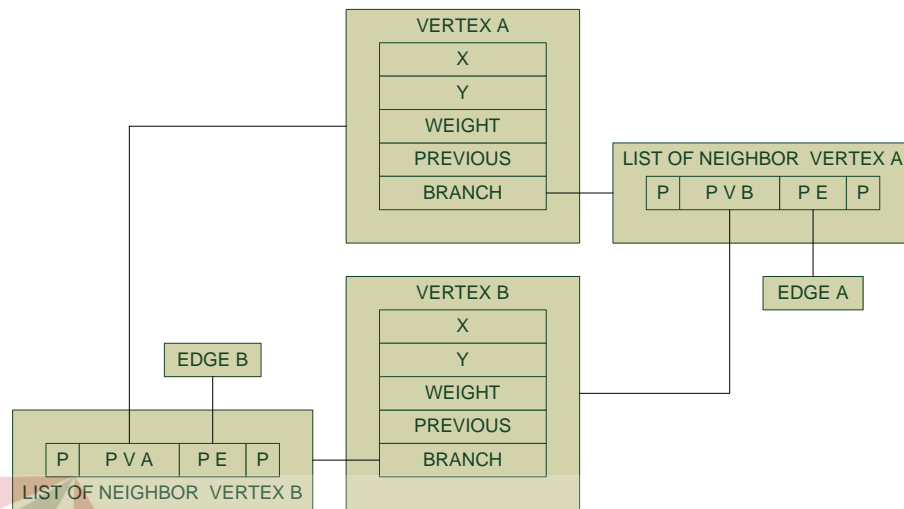 VERTEX A
X
Y
WEIGHT
PREVIOUS
BRANCH
LIST OF NEIGHBOR VERTEX A
P P V B P E P
EDGE A
VERTEX B
X
Y
WEIGHT
PREVIOUS
BRANCH
EDGE B
P P V A P E P
LIST OF NEIGHBOR VERTEX B